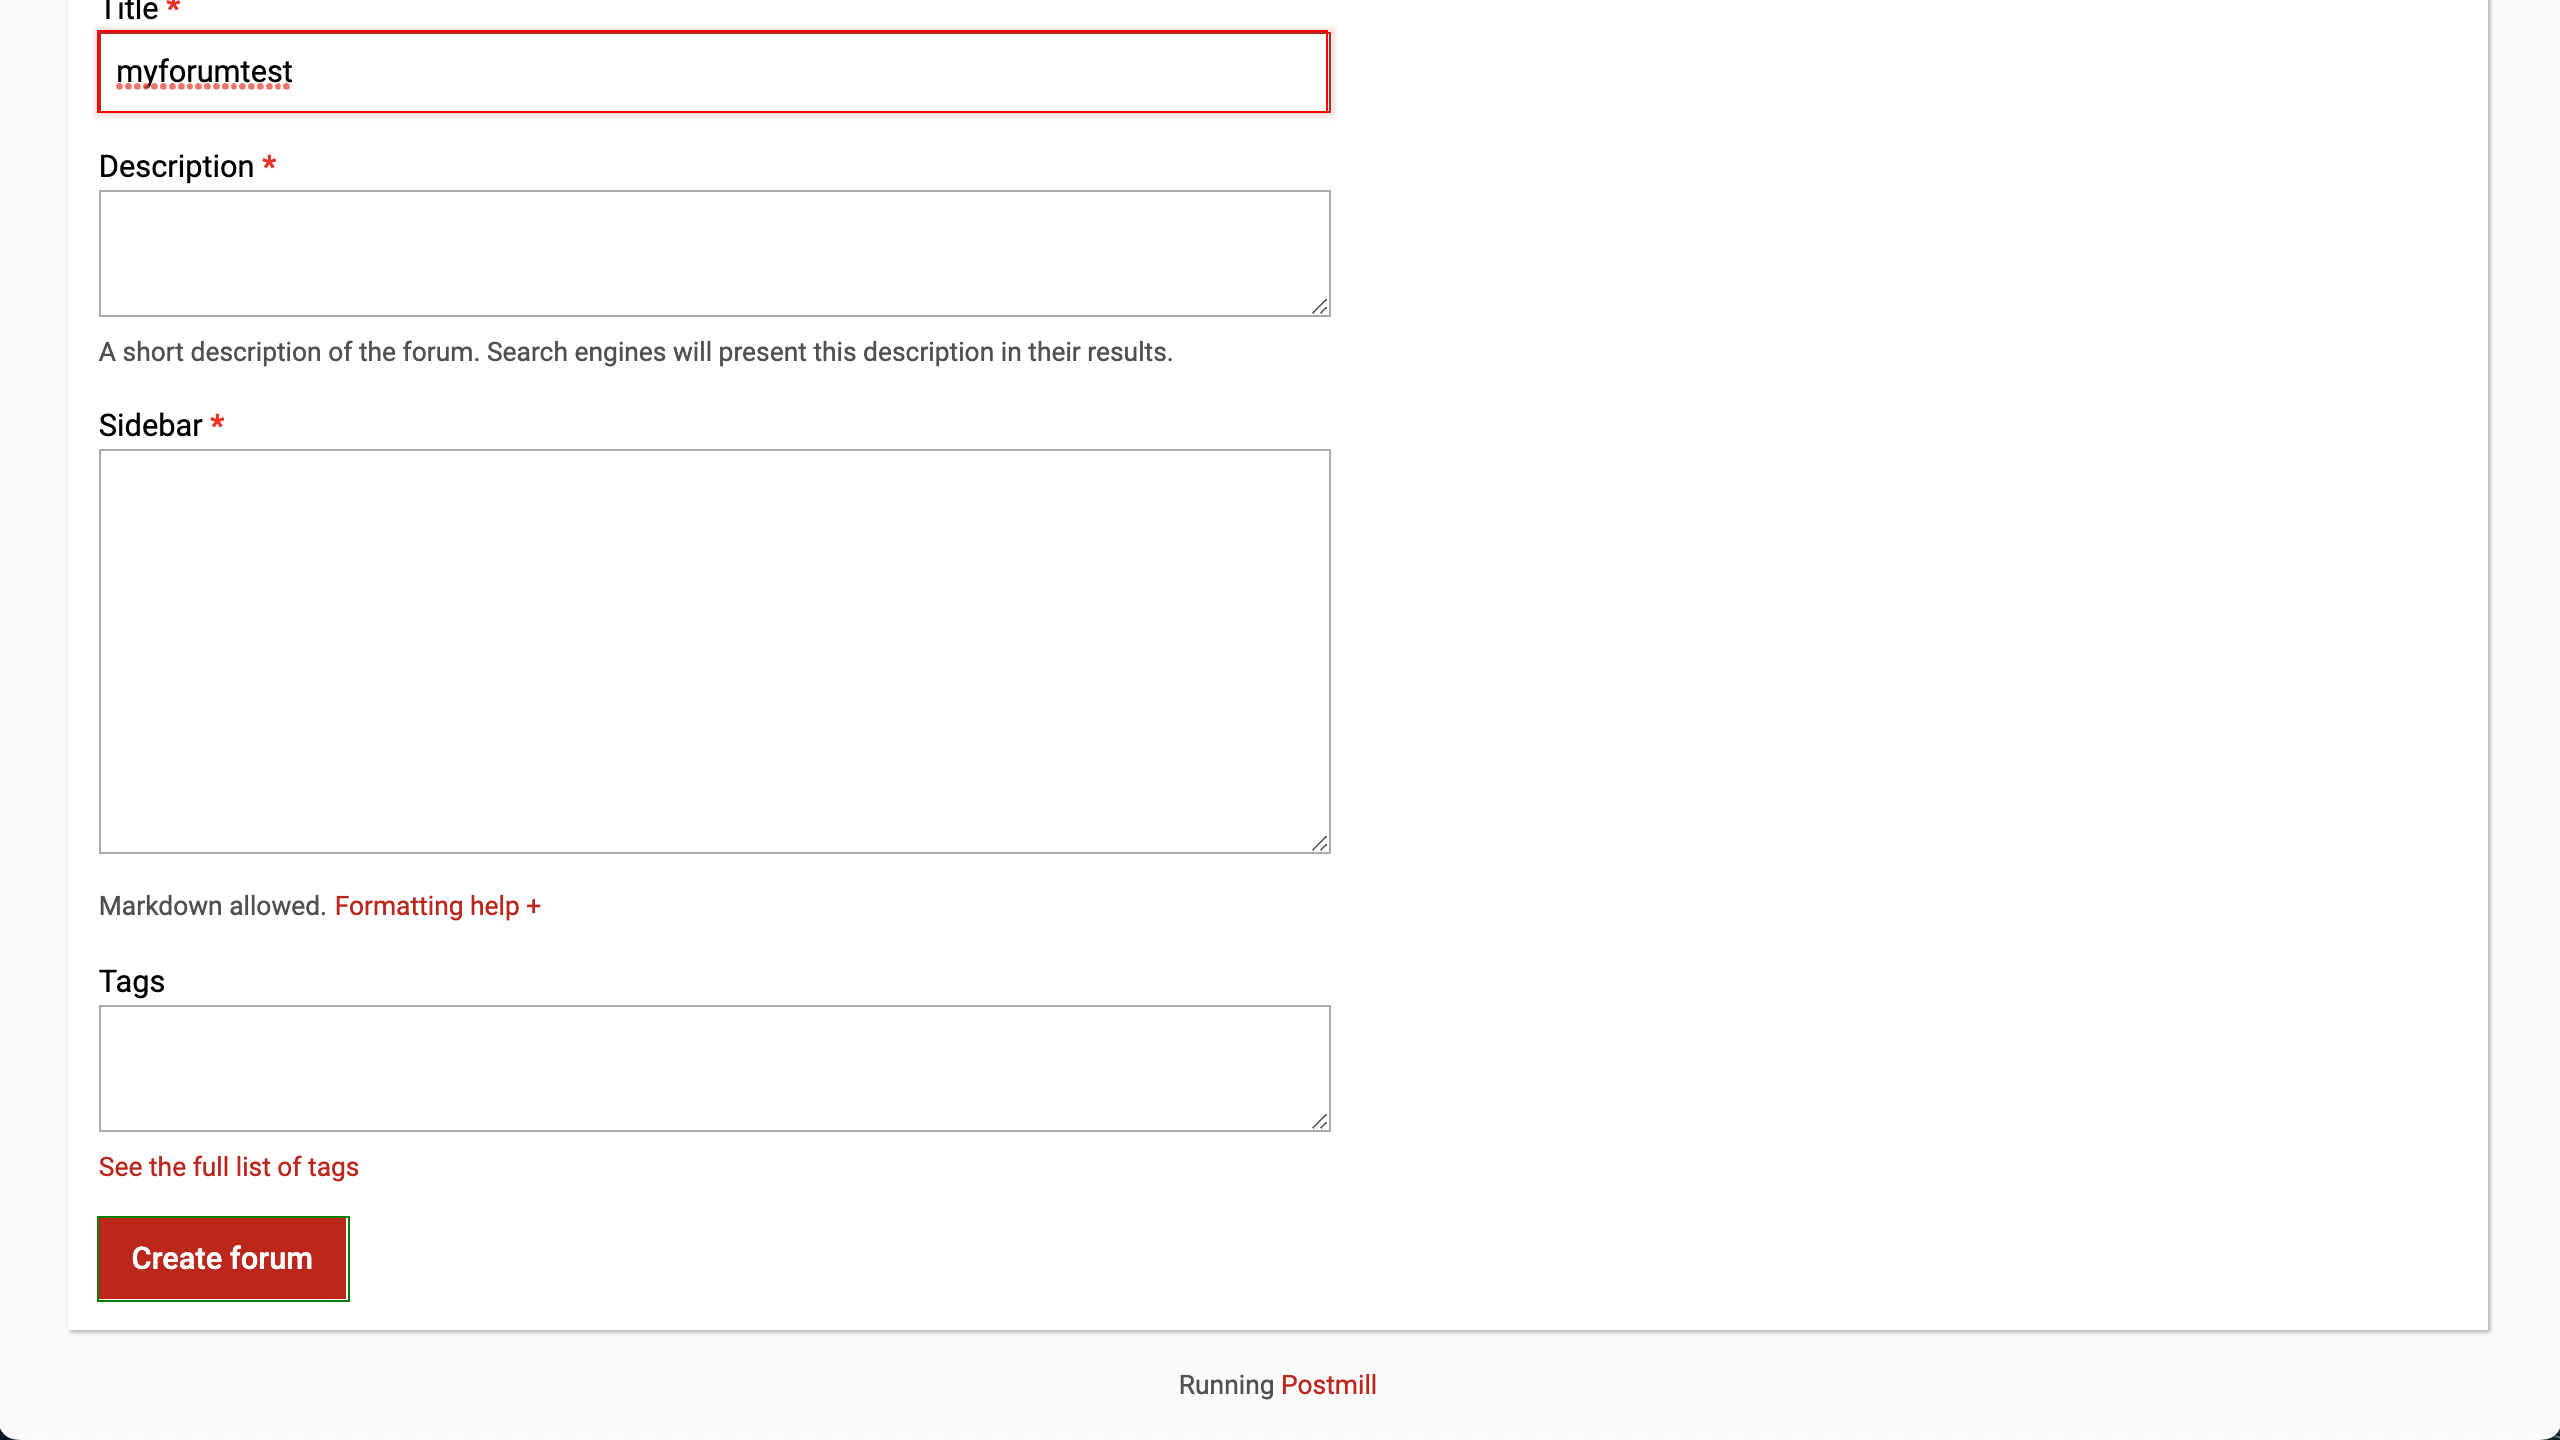 Title *
myforumtest
Description *
A short description of the forum. Search engines will present this description in their results.
Sidebar *
Markdown allowed. Formatting help +
Tags
See the full list of tags
Create forum
Running Postmill